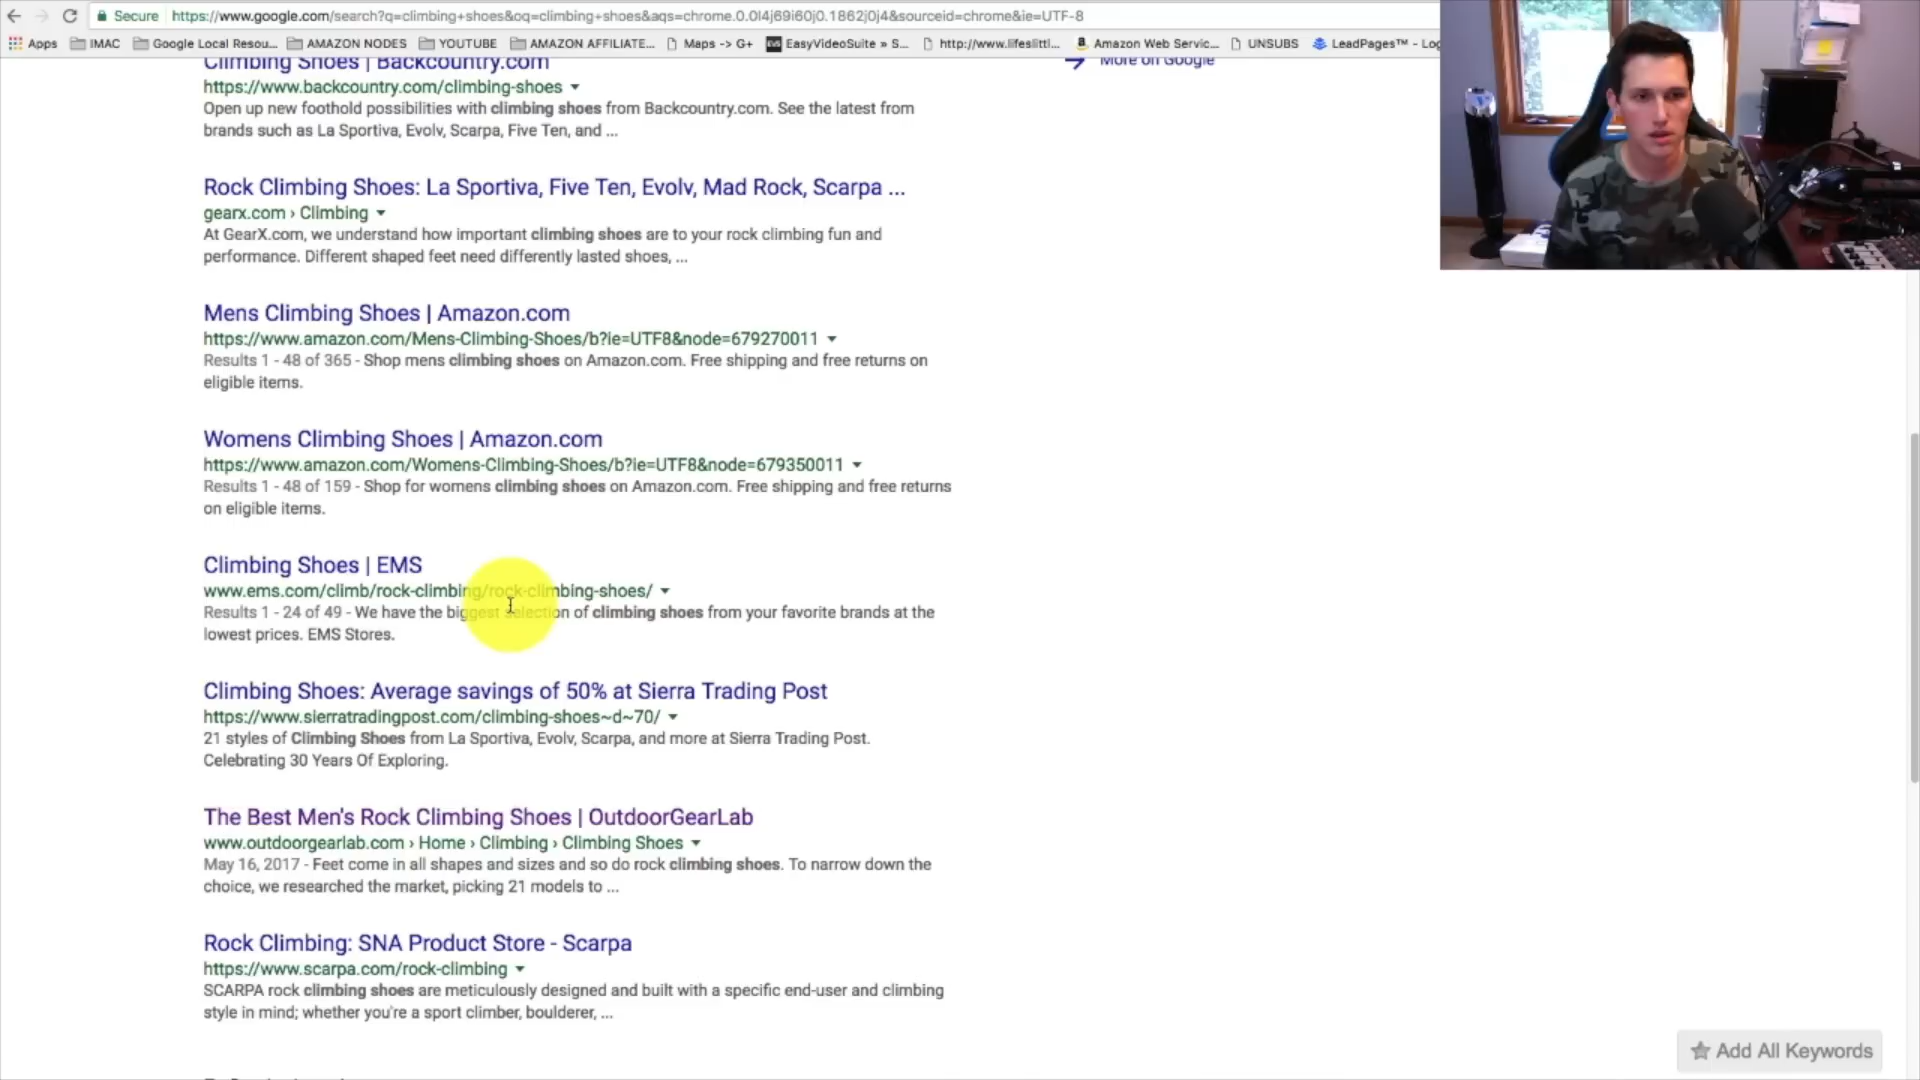 Secure https://www.google.com/search?q=climbing+shoes&oq=climbing+shoes&aqs=chrome.0.0l4j69i60j0.1862j0j4&sourceid=chrome&ie=UTF-8
Apps IMAC Google Local Resou... AMAZON NODES YOUTUBE AMAZON AFFILIATE... Maps -> G+ EasyVideoSuite » S... http://www.lifeslittl... Amazon Web Servic... UNSUBS LeadPages™ - Log
Climbing Shoes | Backcountry.com
More on Google
https://www.backcountry.com/climbing-shoes
Open up new foothold possibilities with climbing shoes from Backcountry.com. See the latest from
brands such as La Sportiva, Evolv, Scarpa, Five Ten, and ...
Rock Climbing Shoes: La Sportiva, Five Ten, Evolv, Mad Rock, Scarpa ...
gearx.com › Climbing
At GearX.com, we understand how important climbing shoes are to your rock climbing fun and
performance. Different shaped feet need differently lasted shoes, ...
Mens Climbing Shoes | Amazon.com
https://www.amazon.com/Mens-Climbing-Shoes/b?ie=UTF8&node=679270011
Results 1 - 48 of 365 - Shop mens climbing shoes on Amazon.com. Free shipping and free returns on
eligible items.
Womens Climbing Shoes | Amazon.com
https://www.amazon.com/Womens-Climbing-Shoes/b?ie=UTF8&node=679350011
Results 1 - 48 of 159 - Shop for womens climbing shoes on Amazon.com. Free shipping and free returns
on eligible items.
Climbing Shoes | EMS
www.ems.com/climb/rock-climbing/rock-climbing-shoes/
Results 1 - 24 of 49 - We have the biggest selection of climbing shoes from your favorite brands at the
lowest prices. EMS Stores.
Climbing Shoes: Average savings of 50% at Sierra Trading Post
https://www.sierratradingpost.com/climbing-shoes~d~70/
21 styles of Climbing Shoes from La Sportiva, Evolv, Scarpa, and more at Sierra Trading Post.
Celebrating 30 Years Of Exploring.
The Best Men's Rock Climbing Shoes | OutdoorGearLab
www.outdoorgearlab.com › Home › Climbing › Climbing Shoes
May 16, 2017 - Feet come in all shapes and sizes and so do rock climbing shoes. To narrow down the
choice, we researched the market, picking 21 models to ...
Rock Climbing: SNA Product Store - Scarpa
https://www.scarpa.com/rock-climbing
SCARPA rock climbing shoes are meticulously designed and built with a specific end-user and climbing
style in mind; whether you're a sport climber, boulderer, ...
Add All Keywords